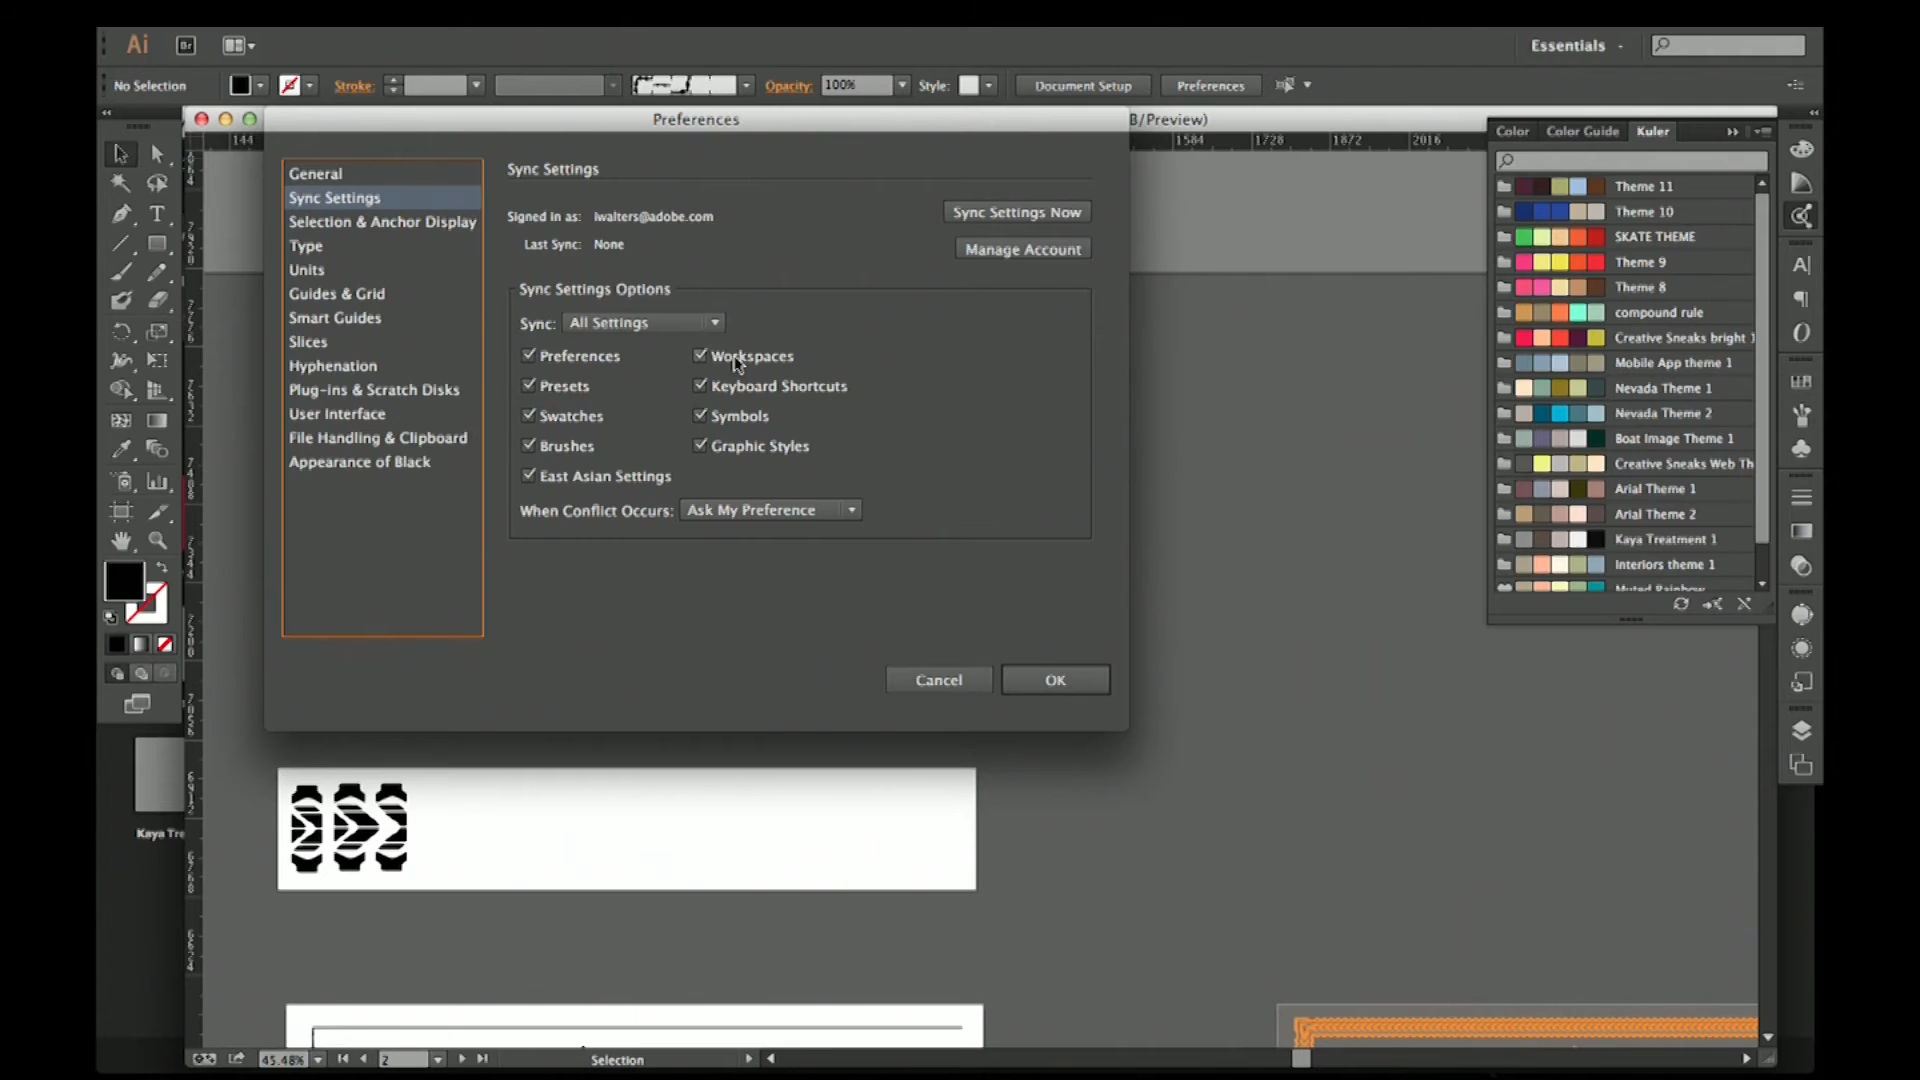 Ai
Br
Essentials
No Selection
Stroke:
Opacity:
100%
Style:
Document Setup
Preferences
Preferences
B/Preview)
144
1584
1728
1872
2016
General
Sync Settings
Selection & Anchor Display
Type
Units
Guides & Grid
Smart Guides
Slices
Hyphenation
Plug-ins & Scratch Disks
User Interface
File Handling & Clipboard
Appearance of Black
Sync Settings
Signed in as: lwalters@adobe.com
Sync Settings Now
Last Sync: None
Manage Account
Sync Settings Options
Sync: All Settings
Preferences
Workspaces
Presets
Keyboard Shortcuts
Swatches
Symbols
Brushes
Graphic Styles
East Asian Settings
When Conflict Occurs: Ask My Preference
Cancel
OK
Color
Color Guide
Kuler
Theme 11
Theme 10
SKATE THEME
Theme 9
Theme 8
compound rule
Creative Sneaks bright 1
Mobile App theme 1
Nevada Theme 1
Nevada Theme 2
Boat Image Theme 1
Creative Sneaks Web Th
Arial Theme 1
Arial Theme 2
Kaya Treatment 1
Interiors theme 1
Muted Rainbow
Kaya Tre
45.48%
2
Selection